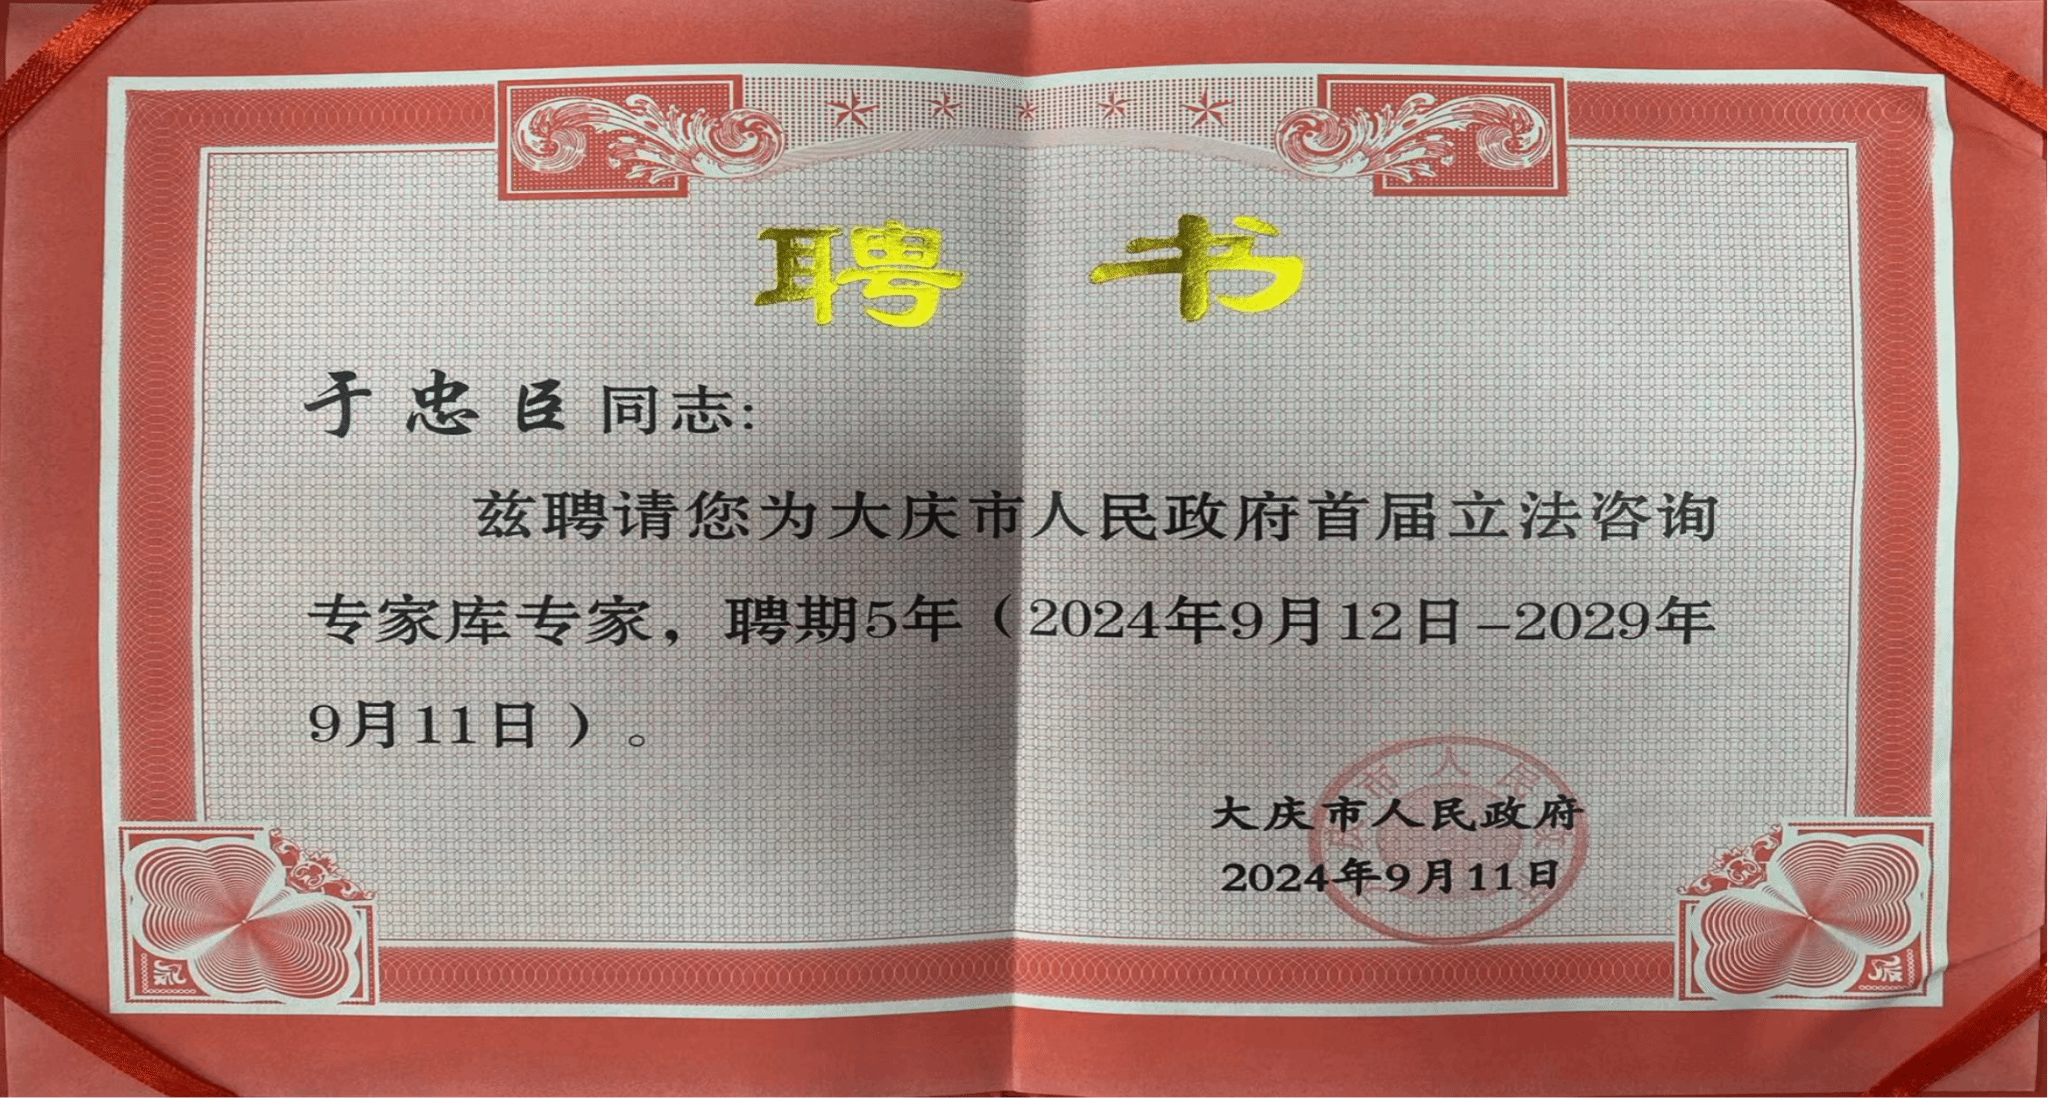 聘 书
于忠臣同志:
兹聘请您为大庆市人民政府首届立法咨询
专家库专家，聘期5年（2024年9月12日-2029年
9月11日）。
大庆市人民政府
2024年9月11日